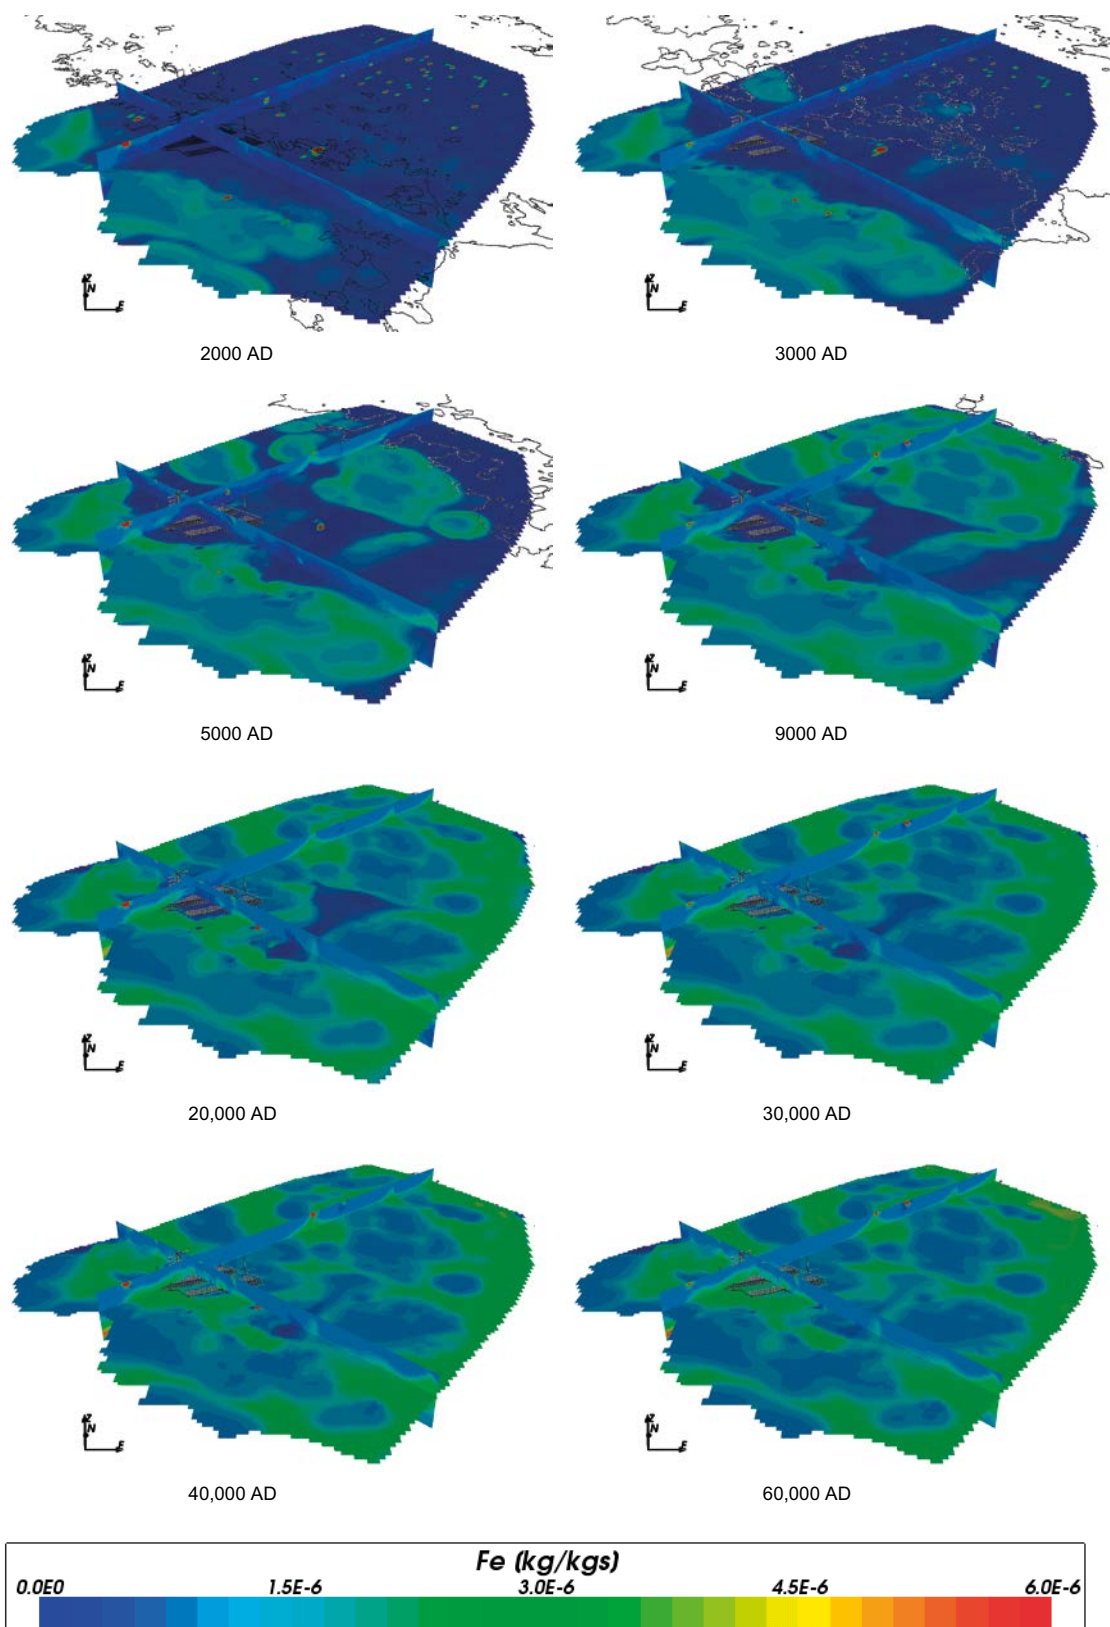 Z
N
E
Z
N
E
2000 AD
3000 AD
Z
N
E
Z
N
E
5000 AD
9000 AD
Z
N
E
Z
N
E
20,000 AD
30,000 AD
Z
N
E
Z
N
E
40,000 AD
60,000 AD
Fe (kg/kgs)
0.0E0 1.5E-6 3.0E-6 4.5E-6 6.0E-6